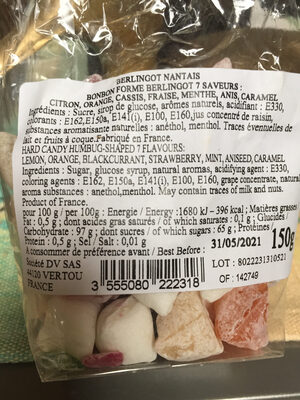 BERLINGOT NANTAIS
BONBON FORME BERLINGOT 7 SAVEURS :
CITRON, ORANGE, CASSIS, FRAISE, MENTHE, ANIS, CARAMEL
Ingrédients : Sucre, sirop de glucose, arômes naturels, acidifiant : E330,
colorants : E162,E150a, E141(i), E100, E160,jus concentré de raisin,
substances aromatisante naturelles : anéthol, menthol. Traces éventuelles de
lait et fruits à coque.Fabriqué en France.
HARD CANDY HUMBUG-SHAPED 7 FLAVOURS:
LEMON, ORANGE, BLACKCURRANT, STRAWBERRY, MINT, ANISEED, CARAMEL
Ingredients : Sugar, glucose syrup, natural aromas, acidifying agent : E330,
coloring agents : E162, E150a, E141(i), E100, E160, grape concentrate, natural
aroma substances : anethol,menthol. May contain traces of milk and nuts.
Product of France.
pour 100 g / per 100g : Energie / Energy :1680 kJ – 396 kcal ; Matières grasses
Fat : 0,5 g ; dont acides gras saturés / of which saturates : 0,1 g : Glucides /
Carbohydrate : 97 g ; dont sucres / of which sugars : 65 g ; Protéines /
Protein : 0,5 g ; Sel / Salt : 0,01 g
A consommer de préférence avant / Best Before : 31/05/2021 150g
Société DV SAS
44120 VERTOU
FRANCE
3 555080 222318
LOT : 8022231310521
OF : 142749